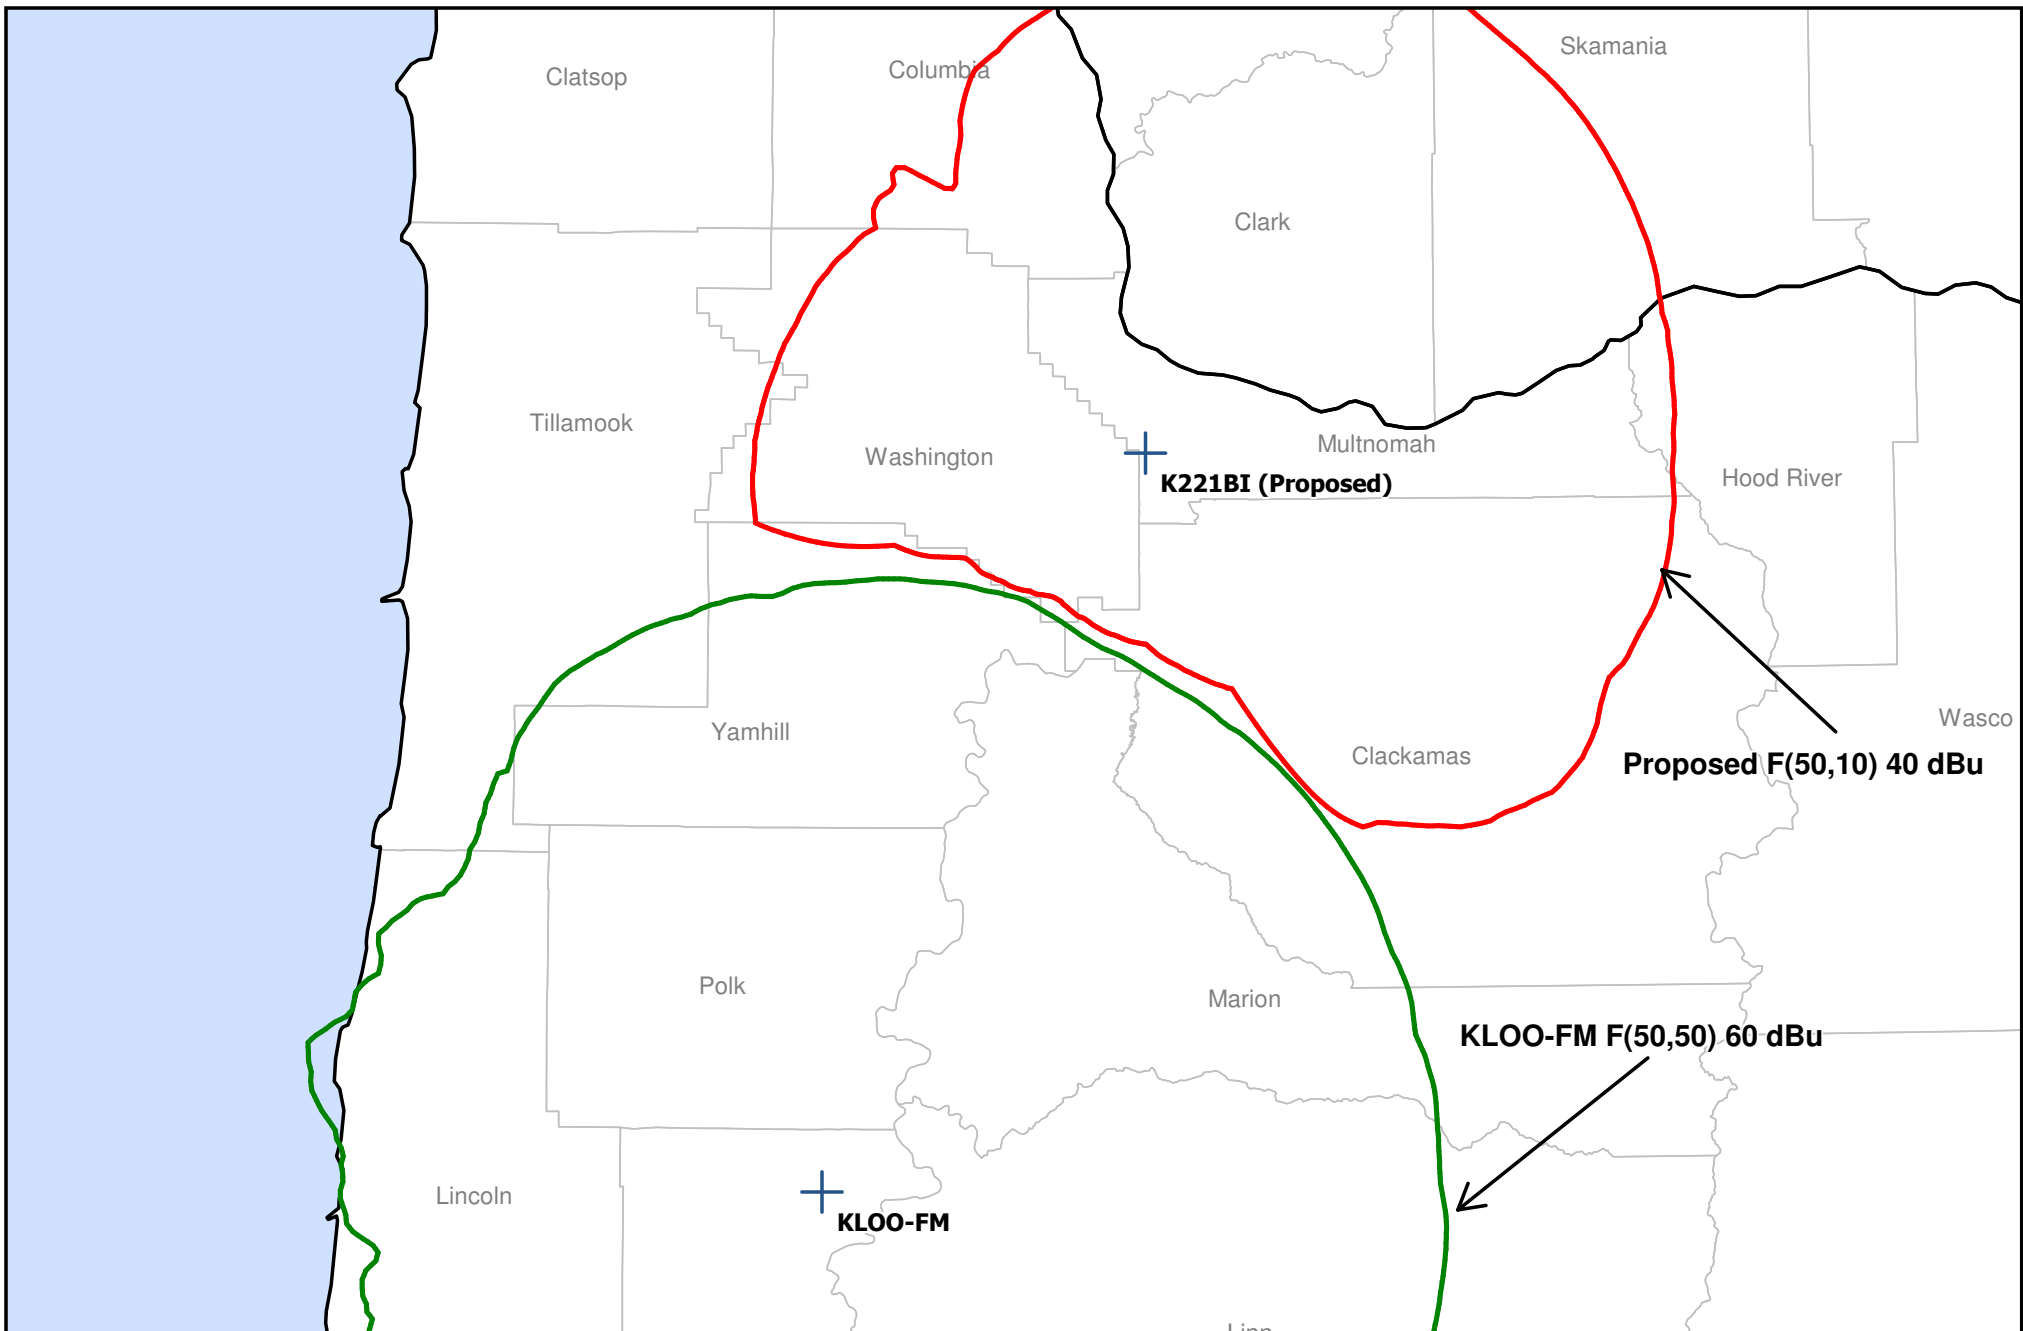 Skamania
Columbia
Clatsop
Clark
Tillamook
Multnomah
Washington
Hood River
K221BI (Proposed)
Wasco
Yamhill
Clackamas
Proposed F(50,10) 40 dBu
Polk
Marion
KLOO-FM F(50,50) 60 dBu
Lincoln
KLOO-FM
Linn